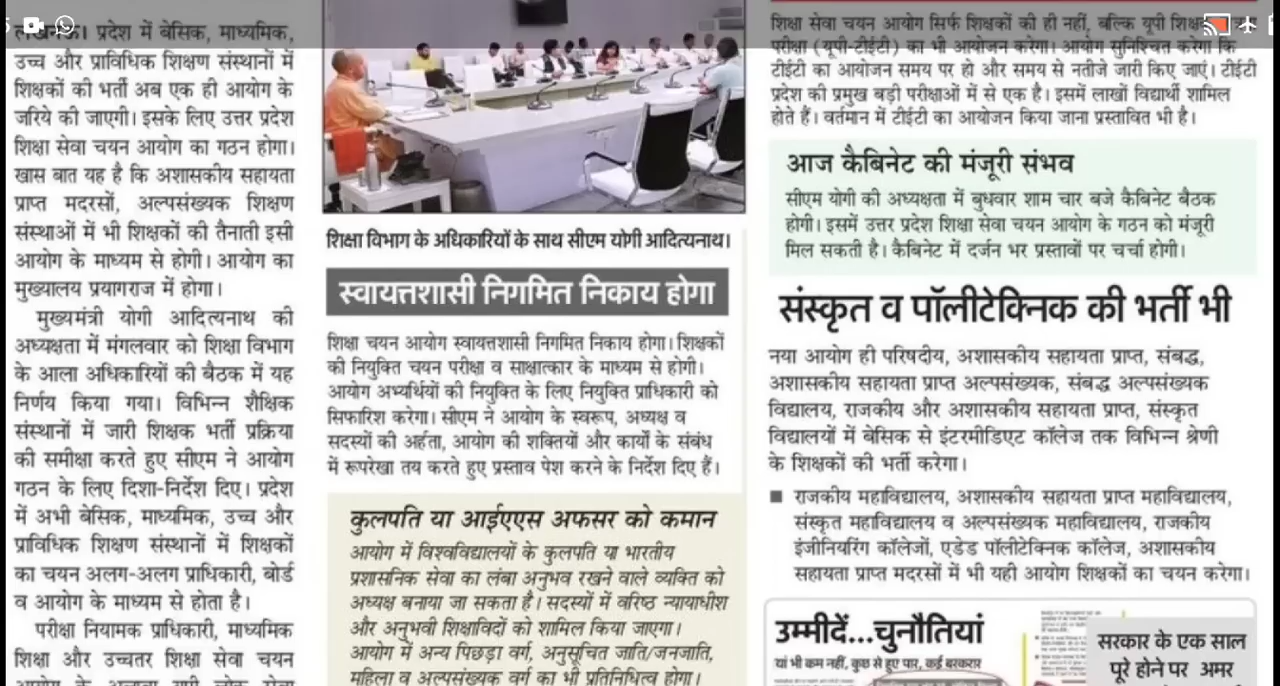 लखनऊ। प्रदेश में बेसिक, माध्यमिक,
उच्च और प्राविधिक शिक्षण संस्थानों में
शिक्षकों की भर्ती अब एक ही आयोग के
जरिये की जाएगी। इसके लिए उत्तर प्रदेश
शिक्षा सेवा चयन आयोग का गठन होगा।
खास बात यह है कि अशासकीय सहायता
प्राप्त मदरसों, अल्पसंख्यक शिक्षण
संस्थाओं में भी शिक्षकों की तैनाती इसी
आयोग के माध्यम से होगी। आयोग का
मुख्यालय प्रयागराज में होगा।
मुख्यमंत्री योगी आदित्यनाथ की
अध्यक्षता में मंगलवार को शिक्षा विभाग
के आला अधिकारियों की बैठक में यह
निर्णय किया गया। विभिन्न शैक्षिक
संस्थानों में जारी शिक्षक भर्ती प्रक्रिया
की समीक्षा करते हुए सीएम ने आयोग
गठन के लिए दिशा-निर्देश दिए। प्रदेश
में अभी बेसिक, माध्यमिक, उच्च और
प्राविधिक शिक्षण संस्थानों में शिक्षकों
का चयन अलग-अलग प्राधिकारी, बोर्ड
व आयोग के माध्यम से होता है।
परीक्षा नियामक प्राधिकारी, माध्यमिक
शिक्षा और उच्चतर शिक्षा सेवा चयन
शिक्षा विभाग के अधिकारियों के साथ सीएम योगी आदित्यनाथ।
स्वायत्तशासी निगमित निकाय होगा
शिक्षा चयन आयोग स्वायत्तशासी निगमित निकाय होगा। शिक्षकों
की नियुक्ति चयन परीक्षा व साक्षात्कार के माध्यम से होगी।
आयोग अभ्यर्थियों की नियुक्ति के लिए नियुक्ति प्राधिकारी को
सिफारिश करेगा। सीएम ने आयोग के स्वरूप, अध्यक्ष व
सदस्यों की अर्हता, आयोग की शक्तियों और कार्यों के संबंध
में रूपरेखा तय करते हुए प्रस्ताव पेश करने के निर्देश दिए हैं।
कुलपति या आईएएस अफसर को कमान
आयोग में विश्वविद्यालयों के कुलपति या भारतीय
प्रशासनिक सेवा का लंबा अनुभव रखने वाले व्यक्ति को
अध्यक्ष बनाया जा सकता है। सदस्यों में वरिष्ठ न्यायाधीश
और अनुभवी शिक्षाविदों को शामिल किया जाएगा।
आयोग में अन्य पिछड़ा वर्ग, अनुसूचित जाति/जनजाति,
महिला व अल्पसंख्यक वर्ग का भी प्रतिनिधित्व होगा।
शिक्षा सेवा चयन आयोग सिर्फ शिक्षकों की ही नहीं, बल्कि यूपी
परीक्षा (यूपी-टीईटी) का भी आयोजन करेगा। आयोग सुनिश्चित करेगा कि
टीईटी का आयोजन समय पर हो और समय से नतीजे जारी किए जाएं। टीईटी
प्रदेश की प्रमुख बड़ी परीक्षाओं में से एक है। इसमें लाखों विद्यार्थी शामिल
होते हैं। वर्तमान में टीईटी का आयोजन किया जाना प्रस्तावित भी है।
आज कैबिनेट की मंजूरी संभव
सीएम योगी की अध्यक्षता में बुधवार शाम चार बजे कैबिनेट बैठक
होगी। इसमें उत्तर प्रदेश शिक्षा सेवा चयन आयोग के गठन को मंजूरी
मिल सकती है। कैबिनेट में दर्जन भर प्रस्तावों पर चर्चा होगी।
संस्कृत व पॉलीटेक्निक की भर्ती भी
नया आयोग ही परिषदीय, अशासकीय सहायता प्राप्त, संबद्ध,
अशासकीय सहायता प्राप्त अल्पसंख्यक, संबद्ध अल्पसंख्यक
विद्यालय, राजकीय और अशासकीय सहायता प्राप्त, संस्कृत
विद्यालयों में बेसिक से इंटरमीडिएट कॉलेज तक विभिन्न श्रेणी
के शिक्षकों की भर्ती करेगा।
■ राजकीय महाविद्यालय, अशासकीय सहायता प्राप्त महाविद्यालय,
संस्कृत महाविद्यालय व अल्पसंख्यक महाविद्यालय, राजकीय
इंजीनियरिंग कॉलेजों, एडेड पॉलीटेक्निक कॉलेज, अशासकीय
सहायता प्राप्त मदरसों में भी यही आयोग शिक्षकों का चयन करेगा।
उम्मीदें...चुनौतियां
यां भी कम नहीं, कुछ से हुए पार, कई बरकरार
सरकार के एक साल
पूरे होने पर अमर